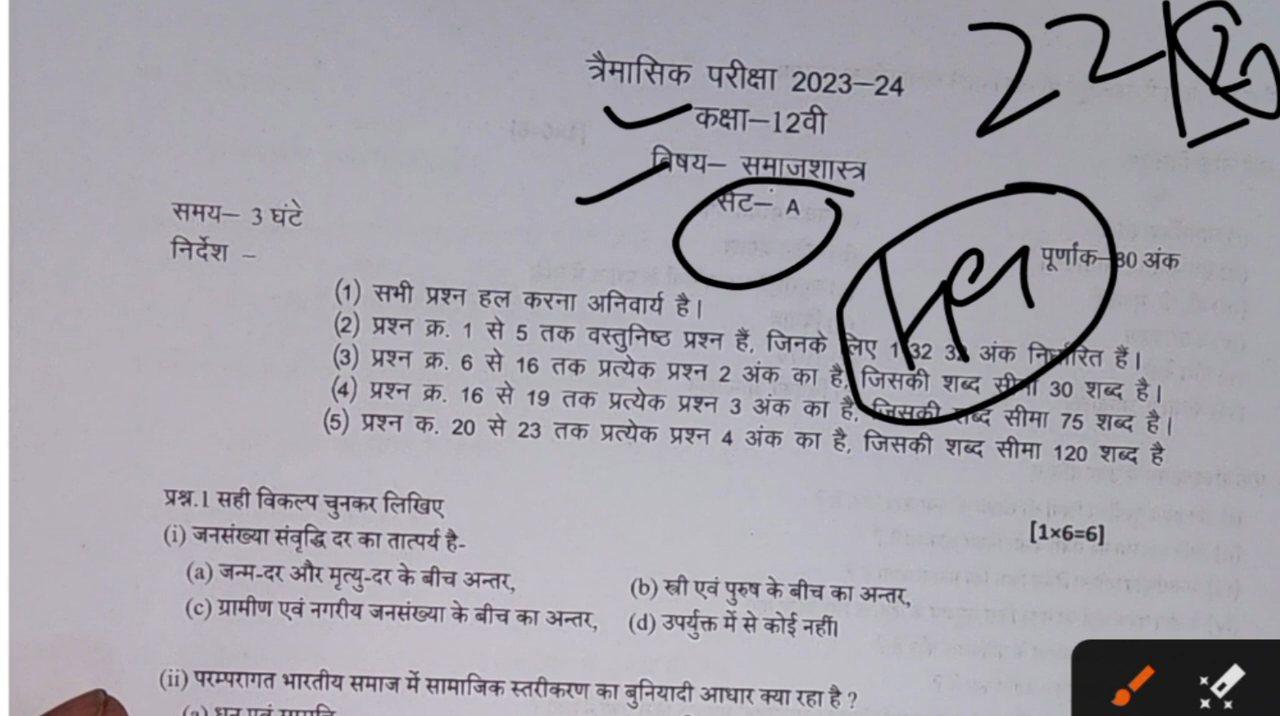 त्रैमासिक परीक्षा 2023–24
कक्षा–12वी
विषय– समाजशास्त्र
सेट– A
समय– 3 घंटे
निर्देश –
पूर्णांक–80 अंक
(1) सभी प्रश्न हल करना अनिवार्य है।
(2) प्रश्न क्र. 1 से 5 तक वस्तुनिष्ठ प्रश्न हैं, जिनके लिए अंक निर्धारित हैं।
(3) प्रश्न क्र. 6 से 16 तक प्रत्येक प्रश्न 2 अंक का है, जिसकी शब्द सीमा 30 शब्द है।
(4) प्रश्न क्र. 16 से 19 तक प्रत्येक प्रश्न 3 अंक का है, जिसकी शब्द सीमा 75 शब्द है।
(5) प्रश्न क. 20 से 23 तक प्रत्येक प्रश्न 4 अंक का है, जिसकी शब्द सीमा 120 शब्द है
प्रश्न.1 सही विकल्प चुनकर लिखिए
[1×6=6]
(i) जनसंख्या संवृद्धि दर का तात्पर्य है-
(a) जन्म-दर और मृत्यु-दर के बीच अन्तर, (b) स्त्री एवं पुरुष के बीच का अन्तर,
(c) ग्रामीण एवं नगरीय जनसंख्या के बीच का अन्तर, (d) उपर्युक्त में से कोई नहीं।
(ii) परम्परागत भारतीय समाज में सामाजिक स्तरीकरण का बुनियादी आधार क्या रहा है ?